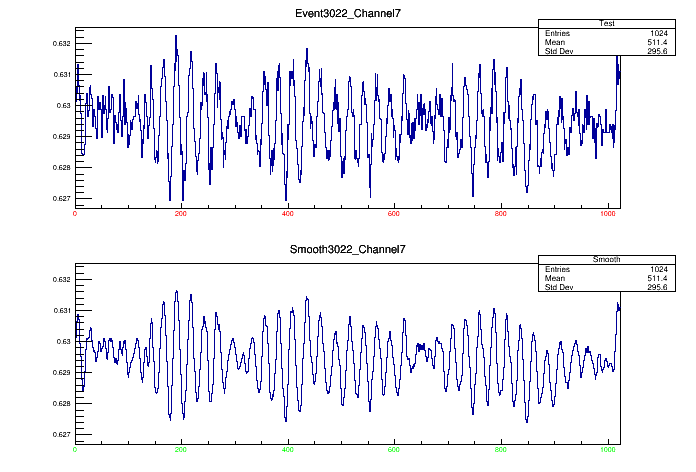 Event3022_Channel7
Test
Entries 1024
Mean 511.4
Std Dev 295.6
0.632
0.631
0.63
0.629
0.628
0.627
0 200 400 600 800 1000
Smooth3022_Channel7
Smooth
Entries 1024
Mean 511.4
Std Dev 295.6
0.632
0.631
0.63
0.629
0.628
0.627
0 200 400 600 800 1000